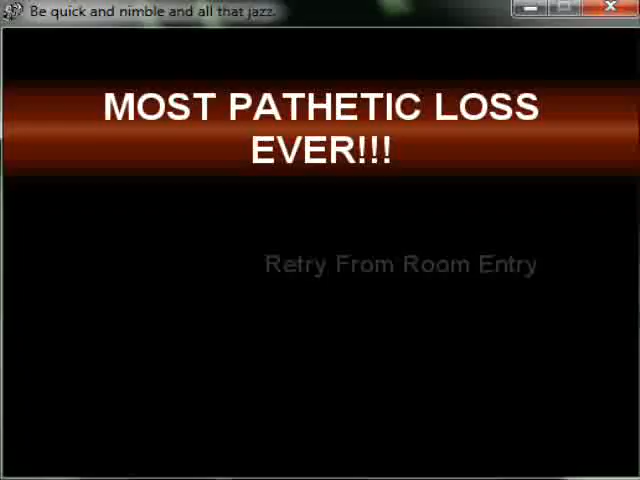 Be quick and nimble and all that jazz.
MOST PATHETIC LOSS
EVER!!!
Retry From Room Entry